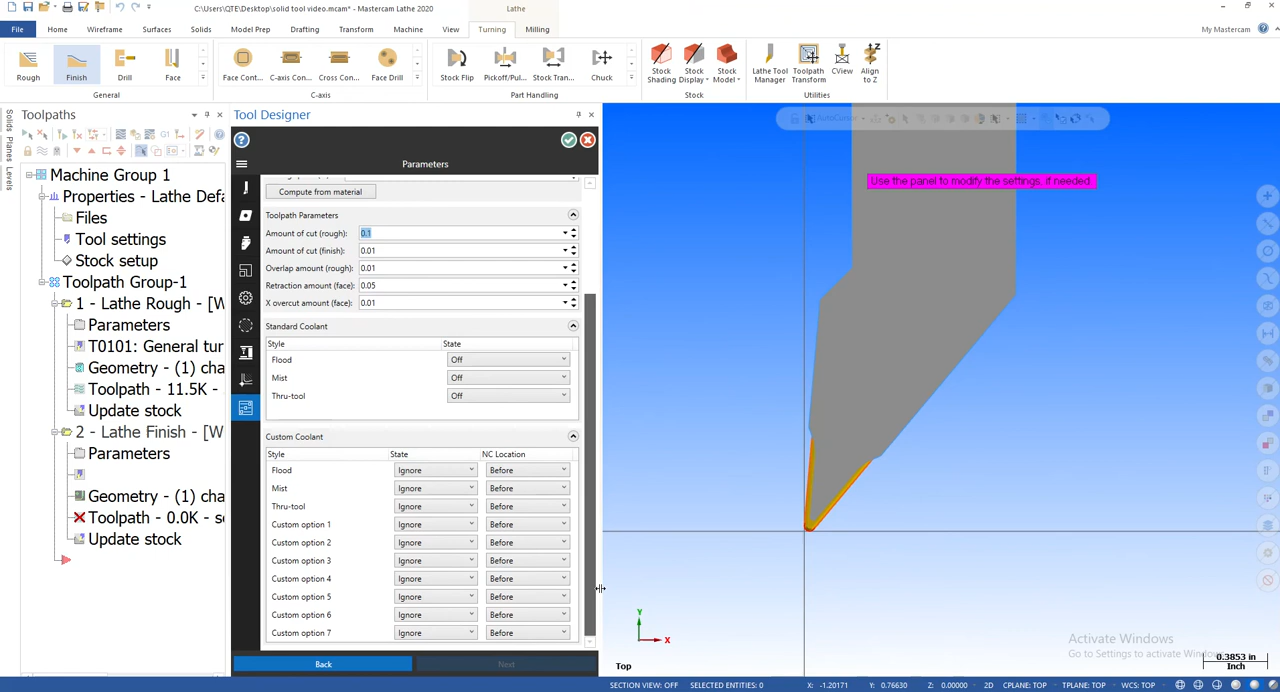 C:\Users\QTE\Desktop\solid tool video.mcam* - Mastercam Lathe 2020
Lathe
File Home Wireframe Surfaces Solids Model Prep Drafting Transform Machine View Turning Milling
My Mastercam
Rough Finish Drill Face Face Cont... C-axis Con... Cross Con... Face Drill Stock Flip Pickoff/Pul... Stock Tran... Chuck Stock Shading Stock Display Stock Model Lathe Tool Manager Toolpath Transform CView Align to Z
General C-axis Part Handling Stock Utilities
Solids Planes Levels
Toolpaths
G1
Machine Group 1
Properties - Lathe Defa
Files
Tool settings
Stock setup
Toolpath Group-1
1 - Lathe Rough - [W
Parameters
T0101: General tur
Geometry - (1) cha
Toolpath - 11.5K -
Update stock
2 - Lathe Finish - [W
Parameters
Geometry - (1) cha
Toolpath - 0.0K - s
Update stock
Tool Designer
Parameters
Compute from material
Toolpath Parameters
Amount of cut (rough): 0.1
Amount of cut (finish): 0.01
Overlap amount (rough): 0.01
Retraction amount (face): 0.05
X overcut amount (face): 0.01
Standard Coolant
Style State
Flood Off
Mist Off
Thru-tool Off
Custom Coolant
Style State NC Location
Flood Ignore Before
Mist Ignore Before
Thru-tool Ignore Before
Custom option 1 Ignore Before
Custom option 2 Ignore Before
Custom option 3 Ignore Before
Custom option 4 Ignore Before
Custom option 5 Ignore Before
Custom option 6 Ignore Before
Custom option 7 Ignore Before
Back Next
AutoCursor
Use the panel to modify the settings, if needed.
Y
X
Top
Activate Windows
Go to Settings to activate Windows
0.3853 in
Inch
SECTION VIEW: OFF SELECTED ENTITIES: 0 X: -1.20171 Y: 0.76630 Z: 0.00000 2D CPLANE: TOP TPLANE: TOP WCS: TOP